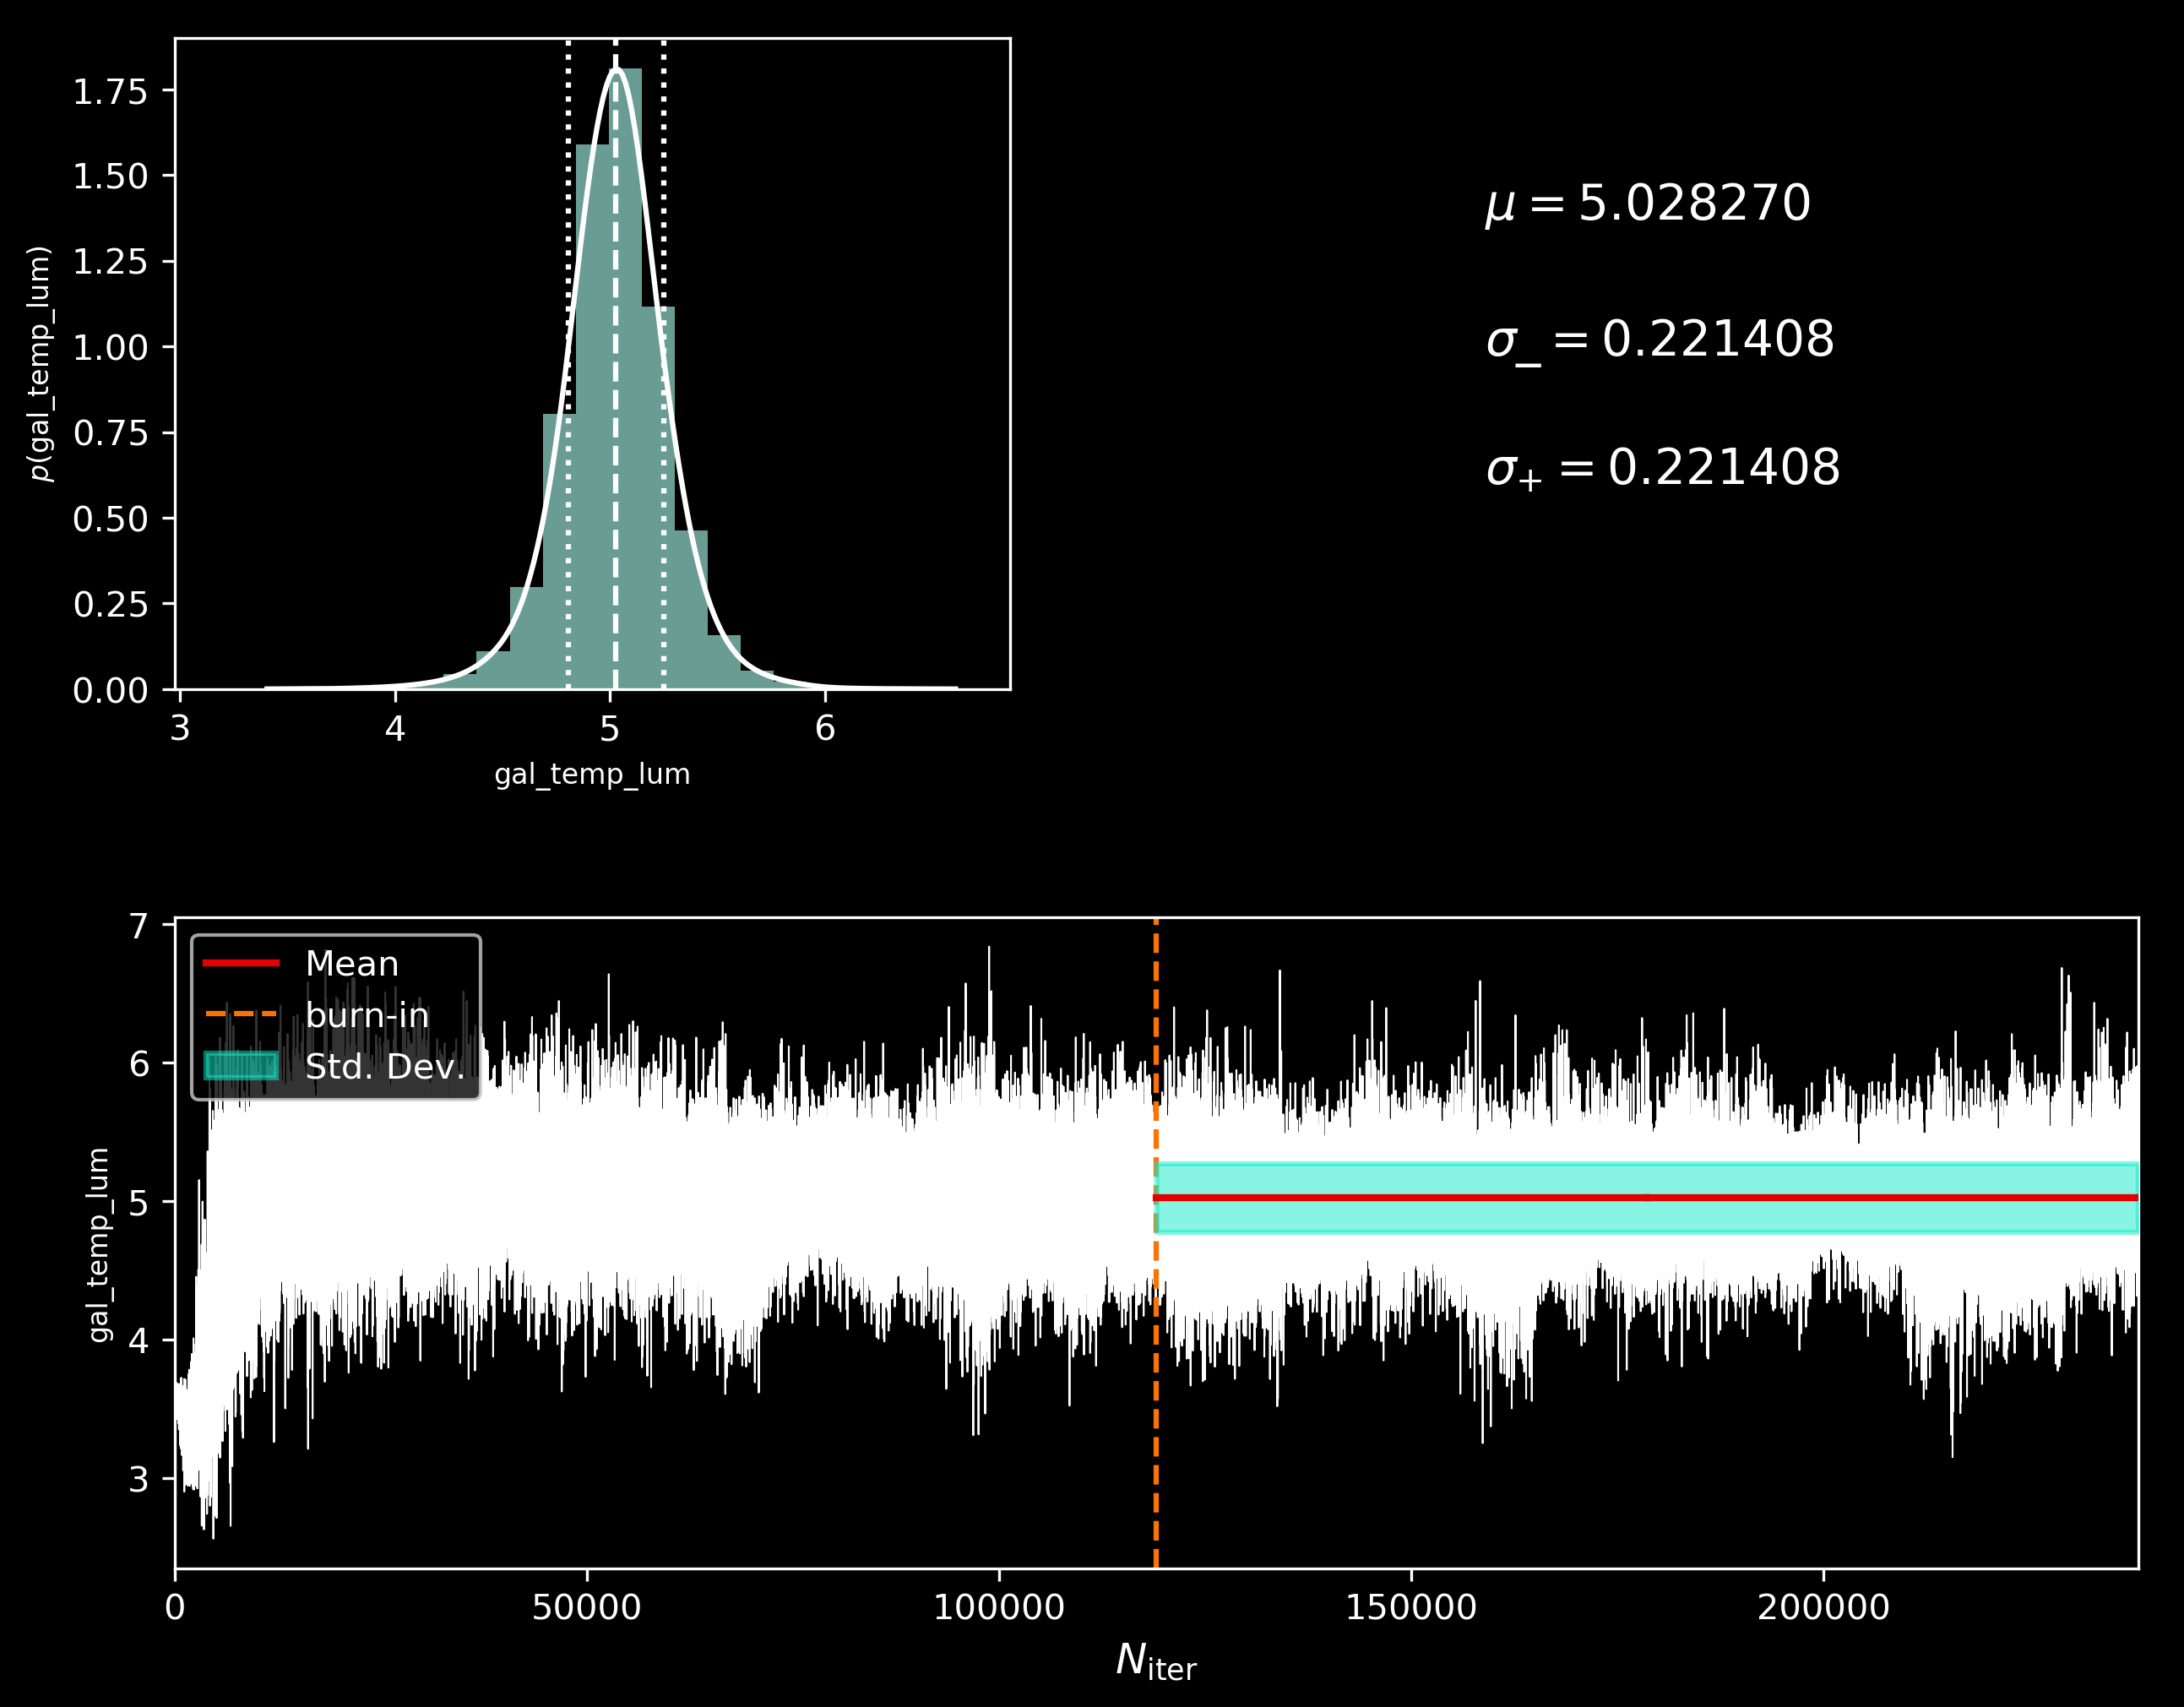 1.75
1.50
1.25
1.00
0.75
0.50
0.25
0.00
p(gal_temp_lum)
3 4 5 6
gal_temp_lum
μ = 5.028270
σ₋ = 0.221408
σ₊ = 0.221408
7
6
5
4
3
gal_temp_lum
Mean
burn-in
Std. Dev.
0 50000 100000 150000 200000
N_iter